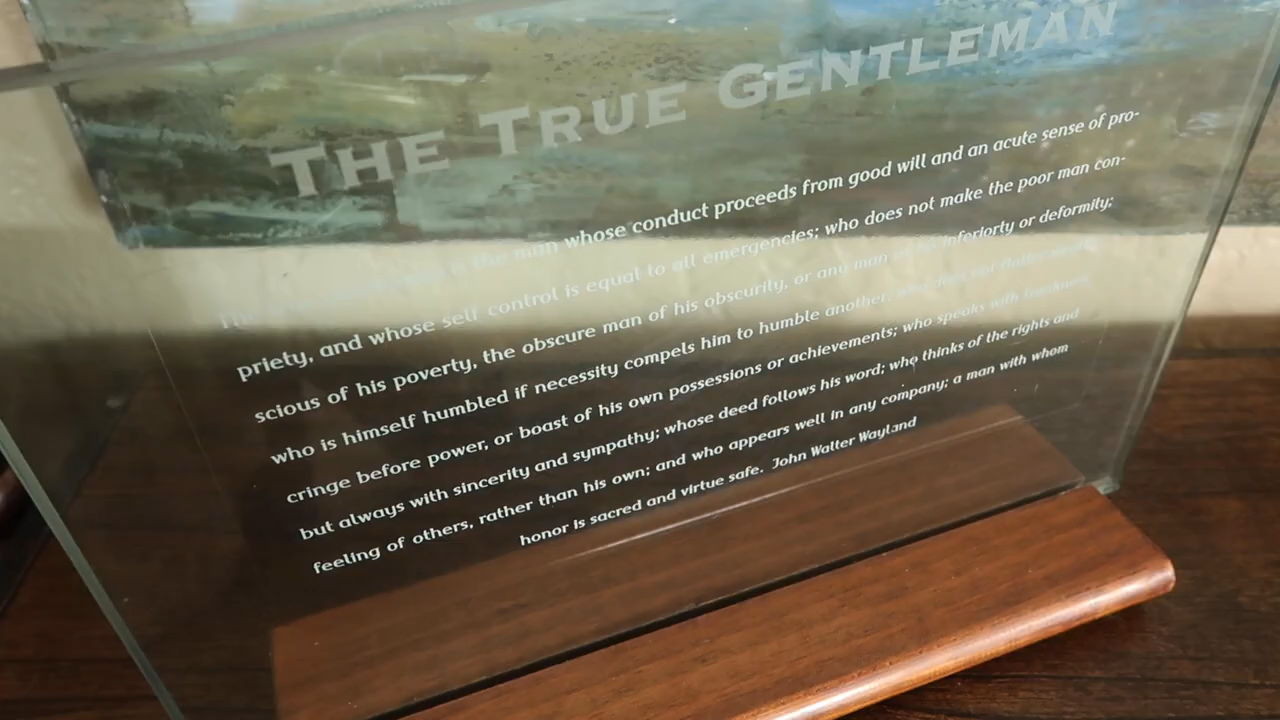 THE TRUE GENTLEMAN
the man whose conduct proceeds from good will and an acute sense of pro-
priety, and whose self control is equal to all emergencies; who does not make the poor man con-
scious of his poverty, the obscure man of his obscurity, or any man of his inferiorty or deformity;
who is himself humbled if necessity compels him to humble another; who does not flatter wealth,
cringe before power, or boast of his own possessions or achievements; who speaks with frankness
but always with sincerity and sympathy; whose deed follows his word; who thinks of the rights and
feeling of others, rather than his own; and who appears well in any company; a man with whom
honor is sacred and virtue safe. John Walter Wayland